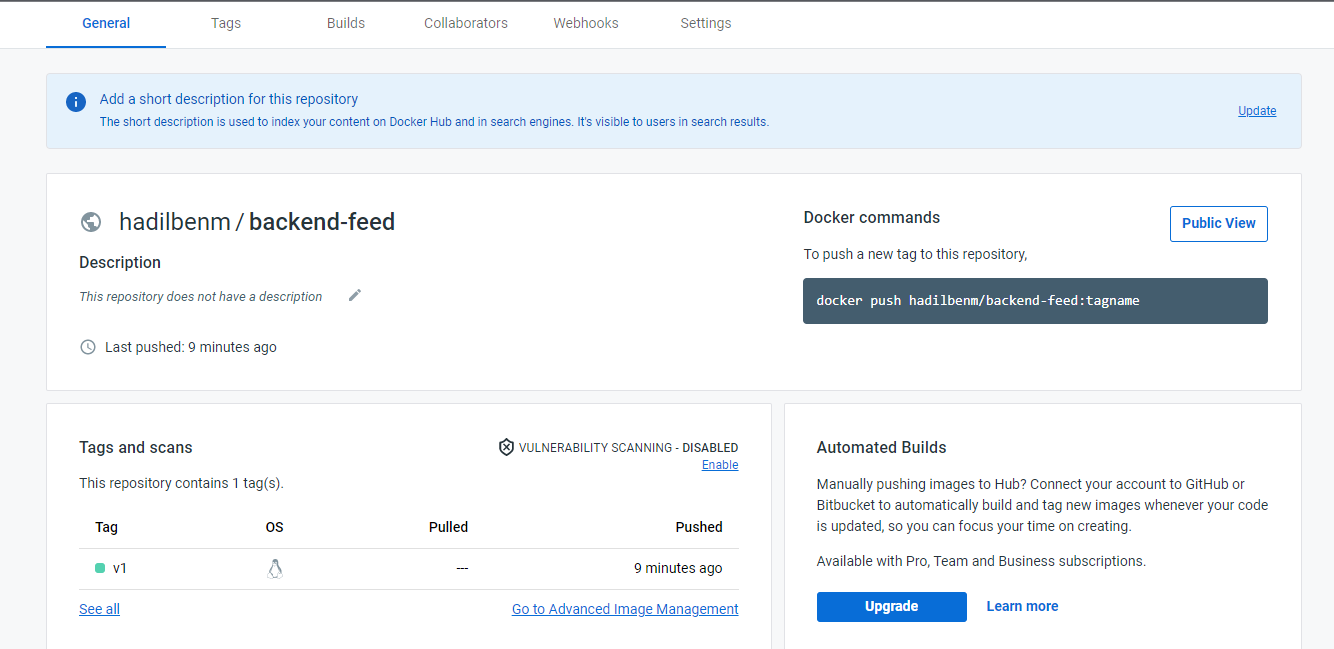 General Tags Builds Collaborators Webhooks Settings
Add a short description for this repository
The short description is used to index your content on Docker Hub and in search engines. It's visible to users in search results.
Update
hadilbenm / backend-feed
Description
This repository does not have a description
Last pushed: 9 minutes ago
Docker commands
Public View
To push a new tag to this repository,
docker push hadilbenm/backend-feed:tagname
Tags and scans
VULNERABILITY SCANNING - DISABLED
Enable
This repository contains 1 tag(s).
Tag OS Pulled Pushed
v1 --- 9 minutes ago
See all Go to Advanced Image Management
Automated Builds
Manually pushing images to Hub? Connect your account to GitHub or
Bitbucket to automatically build and tag new images whenever your code
is updated, so you can focus your time on creating.
Available with Pro, Team and Business subscriptions.
Upgrade Learn more